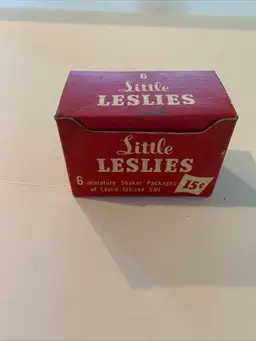 6
Little
LESLIES
Little
LESLIES
6 miniature Shaker Packages
of Leslie Iodized Salt
15¢